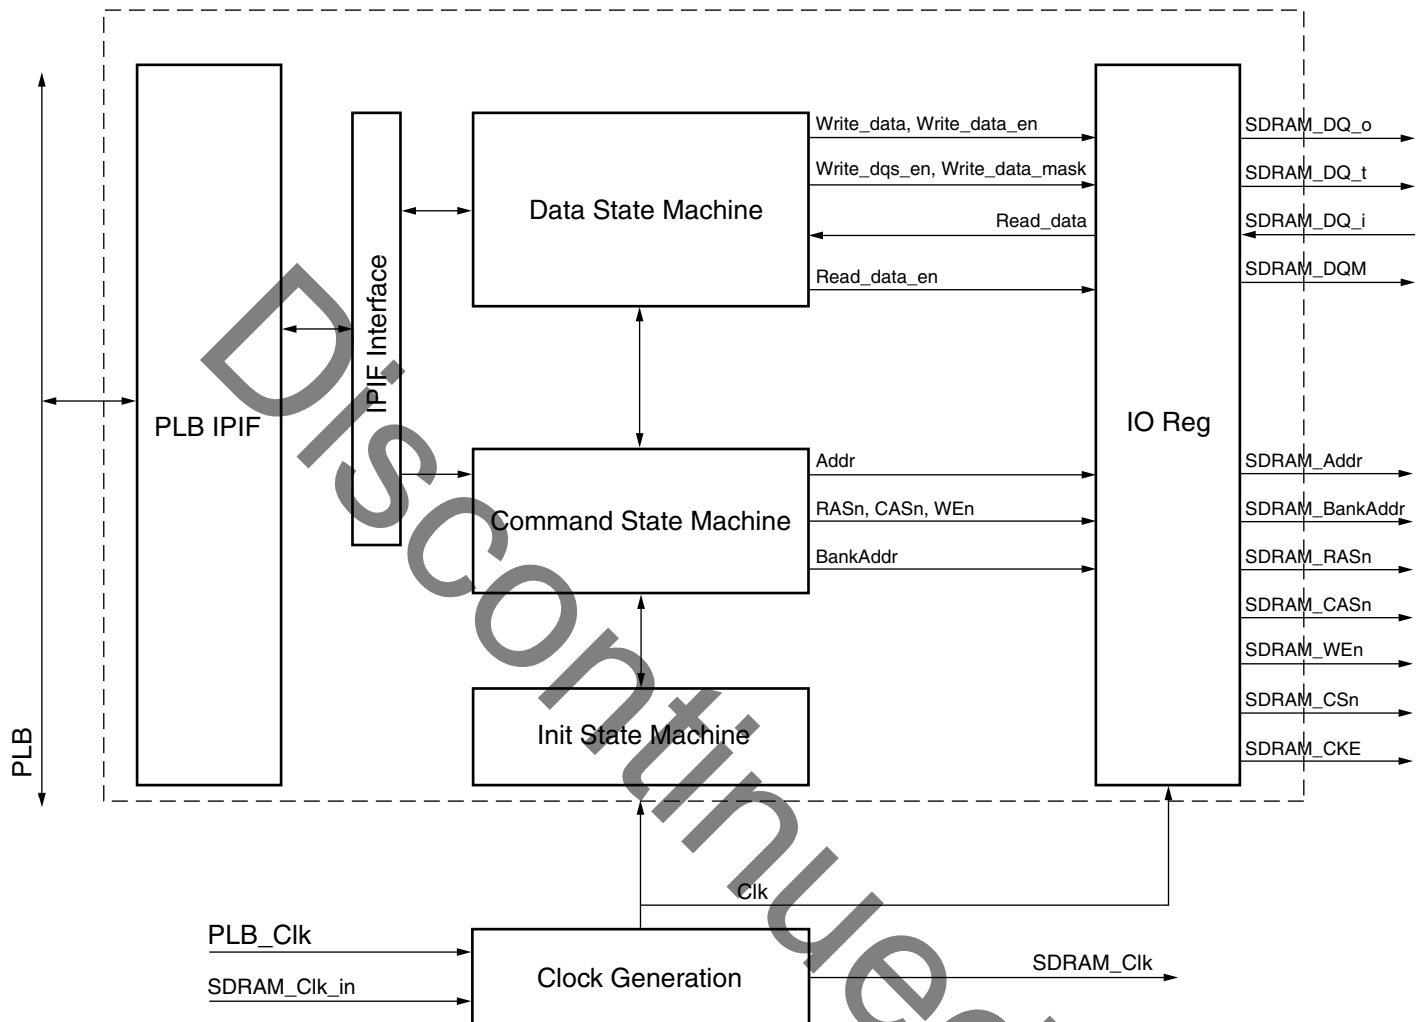 Write_data, Write_data_en
SDRAM_DQ_o
Write_dqs_en, Write_data_mask
SDRAM_DQ_t
Data State Machine
Read_data
SDRAM_DQ_i
Read_data_en
SDRAM_DQM
IPIF Interface
PLB IPIF
IO Reg
Addr
SDRAM_Addr
RASn, CASn, WEn
SDRAM_BankAddr
Command State Machine
BankAddr
SDRAM_RASn
SDRAM_CASn
SDRAM_WEn
SDRAM_CSn
Init State Machine
SDRAM_CKE
PLB
Clk
PLB_Clk
SDRAM_Clk
Clock Generation
SDRAM_Clk_in